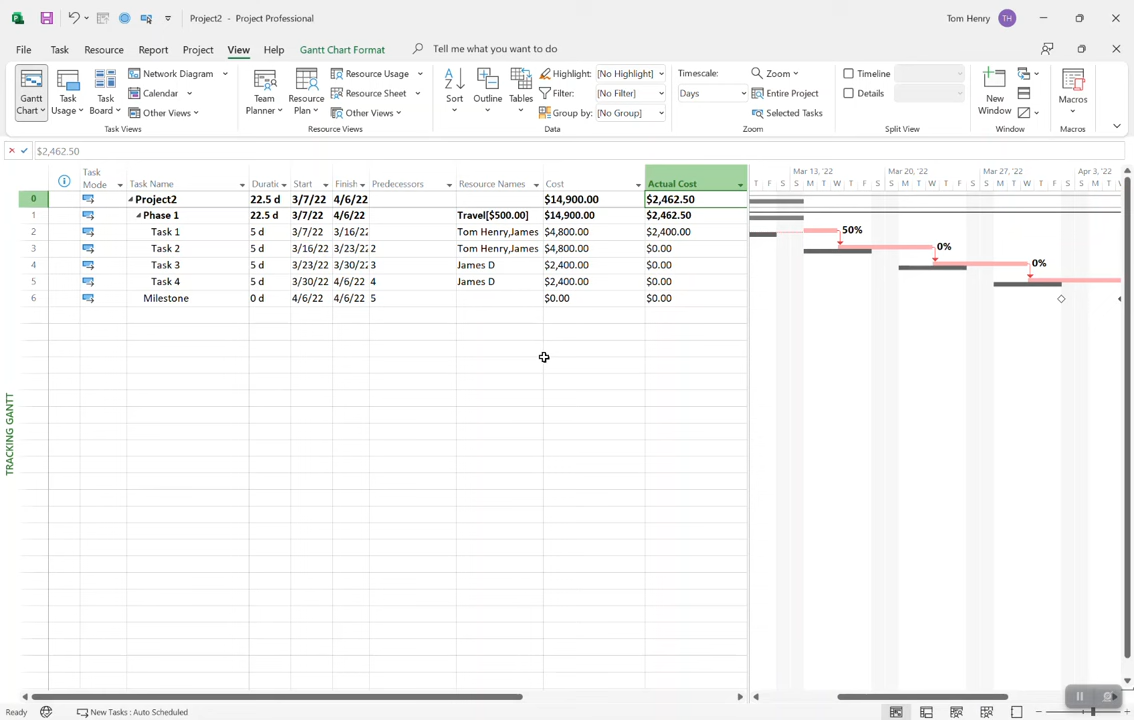 Project2 - Project Professional
Tom Henry TH
File Task Resource Report Project View Help Gantt Chart Format Tell me what you want to do
Gantt Chart
Task Usage
Task Board
Network Diagram
Calendar
Other Views
Task Views
Team Planner
Resource Plan
Resource Usage
Resource Sheet
Other Views
Resource Views
Sort
Outline
Tables
Highlight: [No Highlight]
Filter: [No Filter]
Group by: [No Group]
Data
Timescale:
Days
Zoom
Entire Project
Selected Tasks
Zoom
Timeline
Details
Split View
New Window
Window
Macros
Macros
$2,462.50
Task Mode Task Name Duratic Start Finish Predecessors Resource Names Cost Actual Cost
0 Project2 22.5 d 3/7/22 4/6/22 $14,900.00 $2,462.50
1 Phase 1 22.5 d 3/7/22 4/6/22 Travel[$500.00] $14,900.00 $2,462.50
2 Task 1 5 d 3/7/22 3/16/22 Tom Henry,James $4,800.00 $2,400.00
3 Task 2 5 d 3/16/22 3/23/22 2 Tom Henry,James $4,800.00 $0.00
4 Task 3 5 d 3/23/22 3/30/22 3 James D $2,400.00 $0.00
5 Task 4 5 d 3/30/22 4/6/22 4 James D $2,400.00 $0.00
6 Milestone 0 d 4/6/22 4/6/22 5 $0.00 $0.00
Mar 13, '22 Mar 20, '22 Mar 27, '22 Apr 3, '22
T F S S M T W T F S S M T W T F S S M T W T F S S M T
50%
0%
0%
TRACKING GANTT
Ready New Tasks : Auto Scheduled